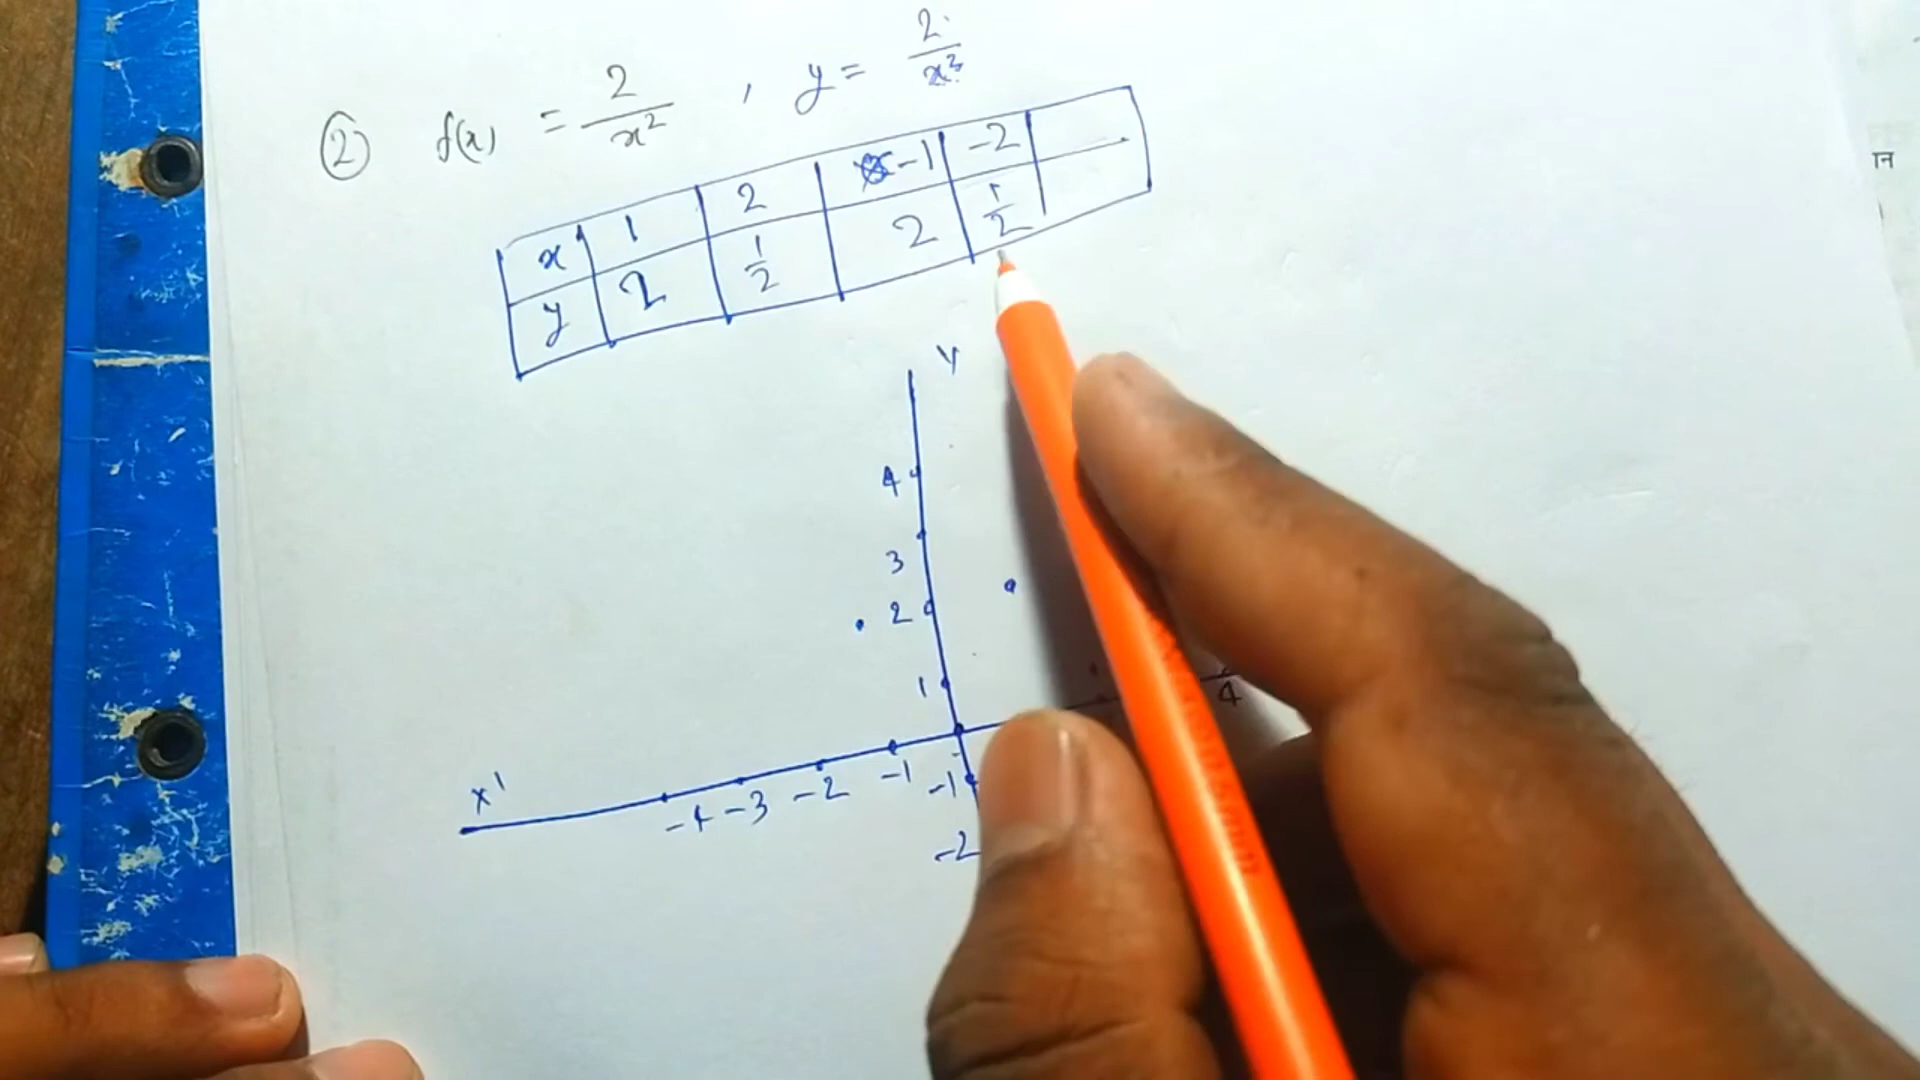 ② f(x) = 2/x² , y = 2/x²
x 1 2 -1 -2
y 2 1/2 2 1/2
Y
4
3
2
1
4
X' -4 -3 -2 -1
-1
-2
ान